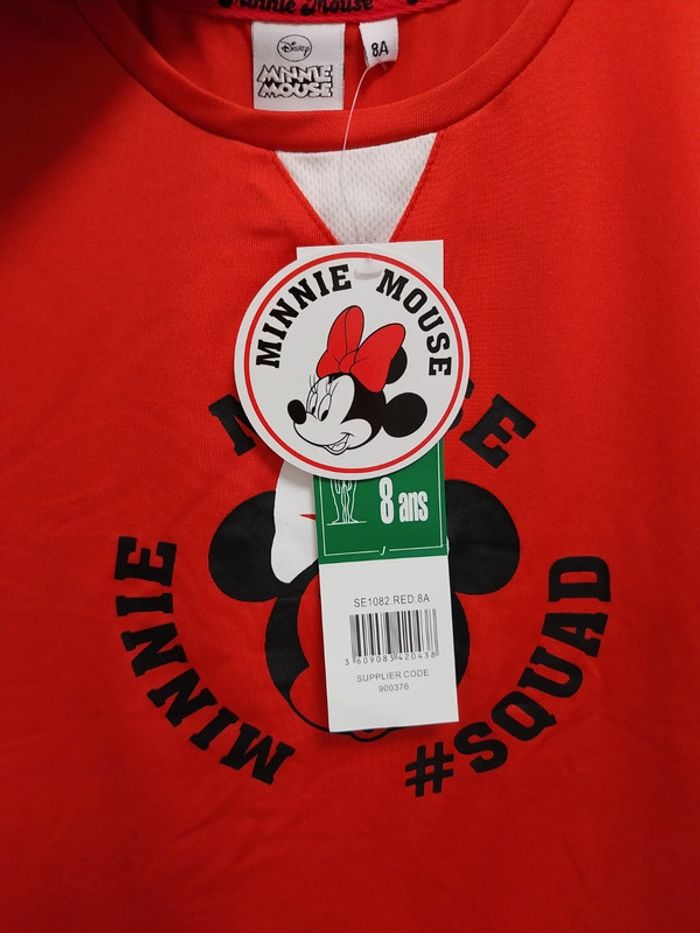 Minnie Mouse
Disney
MINNIE
MOUSE
8A
MINNIE MOUSE
8 ans
J
SE1082.RED.8A
3 609083 420438
SUPPLIER CODE
900376
MINNIE
#SQUAD